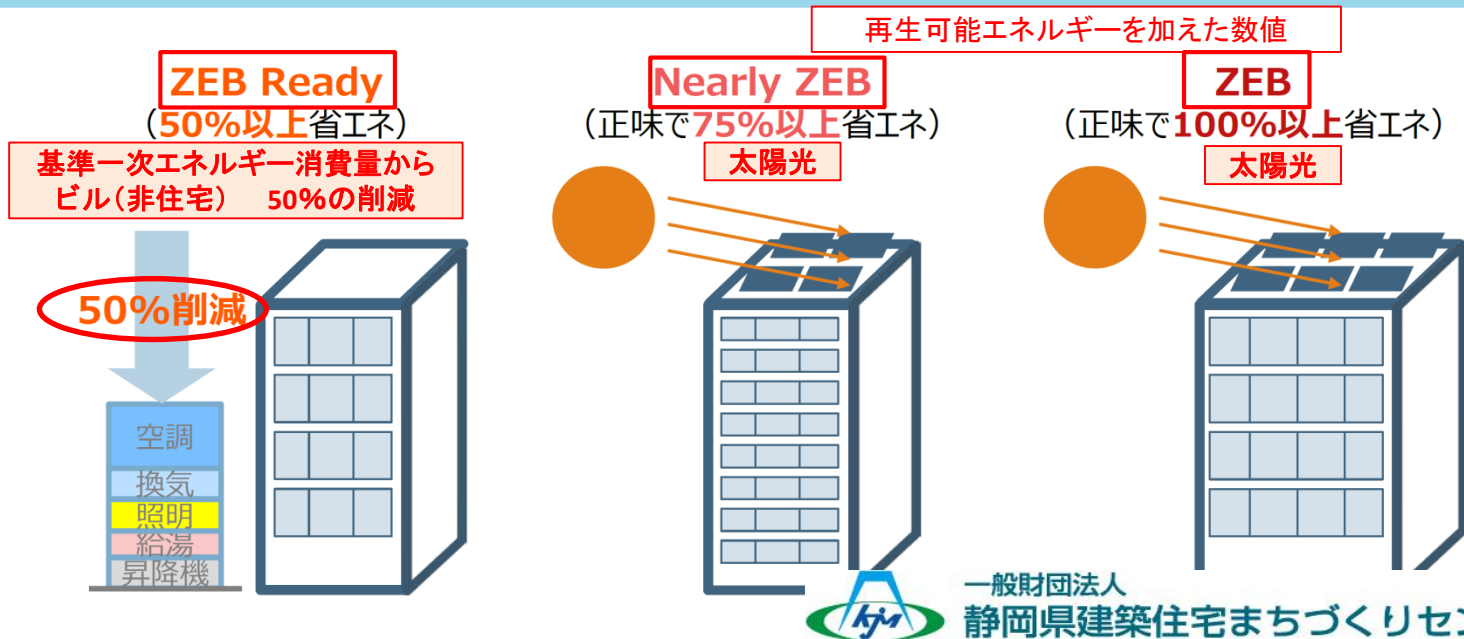 再生可能エネルギーを加えた数値
ZEB Ready
(50%以上省エネ)
基準一次エネルギー消費量から
ビル(非住宅) 50%の削減
50%削減
空調
換気
照明
給湯
昇降機
Nearly ZEB
(正味で75%以上省エネ)
太陽光
ZEB
(正味で100%以上省エネ)
太陽光
kjm
一般財団法人
静岡県建築住宅まちづくりセン